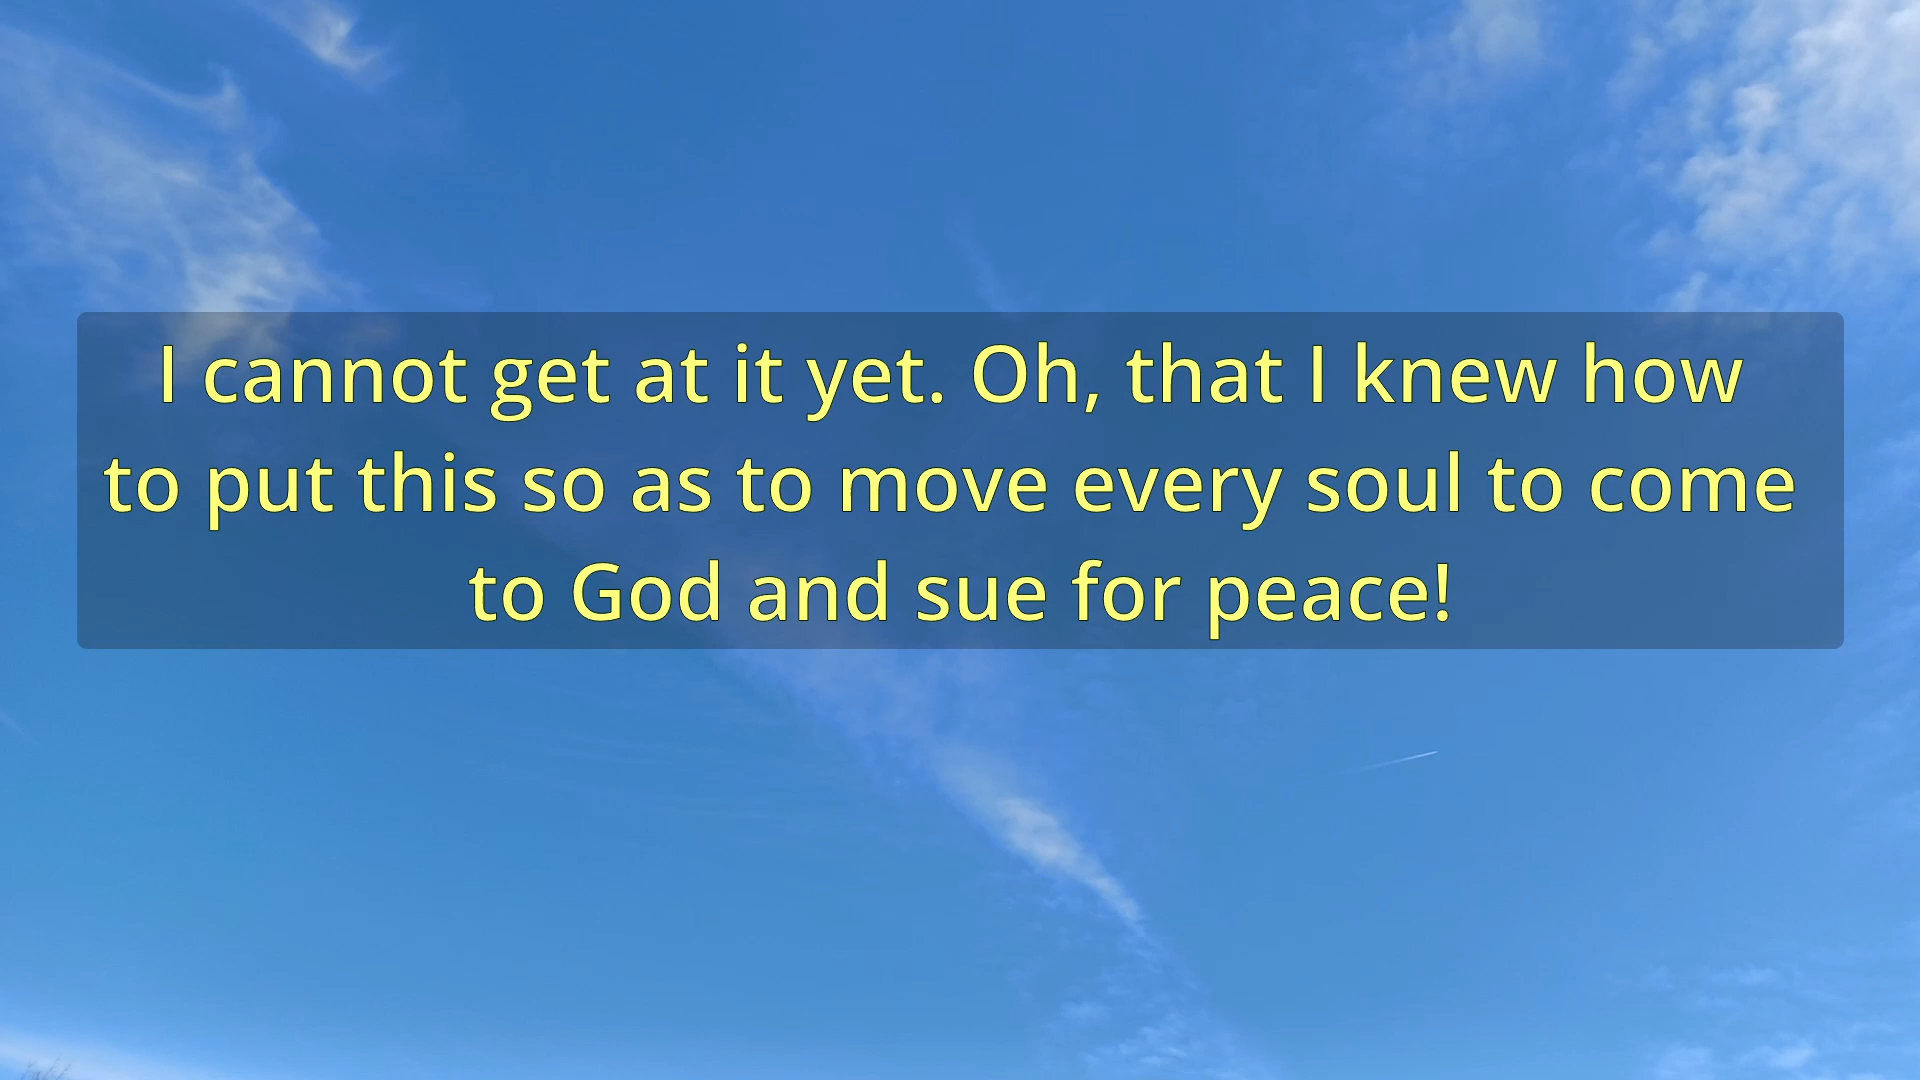 I cannot get at it yet. Oh, that I knew how
to put this so as to move every soul to come
to God and sue for peace!